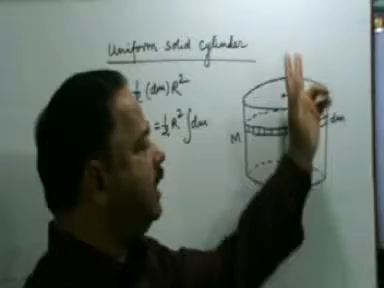 Uniform solid cylinder
½ (dm) R²
= ½ R² ∫ dm
dm
M